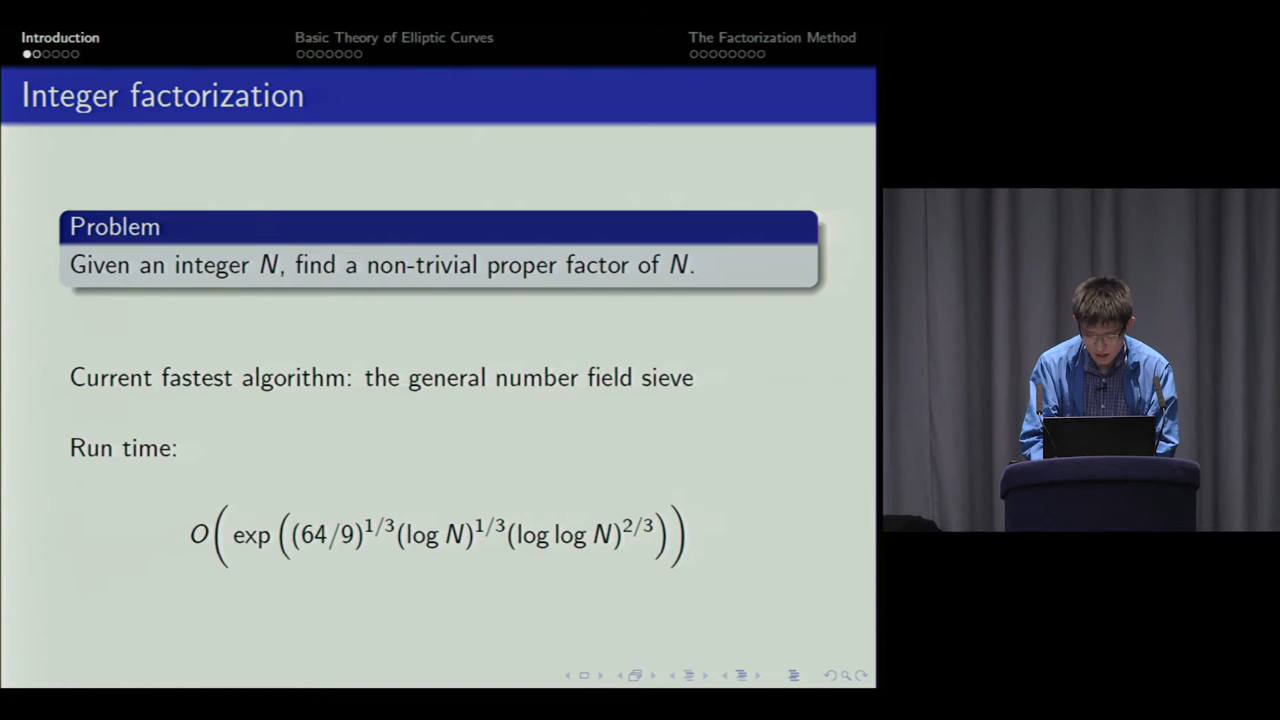 Introduction
Basic Theory of Elliptic Curves
The Factorization Method
Integer factorization
Problem
Given an integer N, find a non-trivial proper factor of N.
Current fastest algorithm: the general number field sieve
Run time:
O(exp((64/9)^{1/3}(log N)^{1/3}(log log N)^{2/3}))